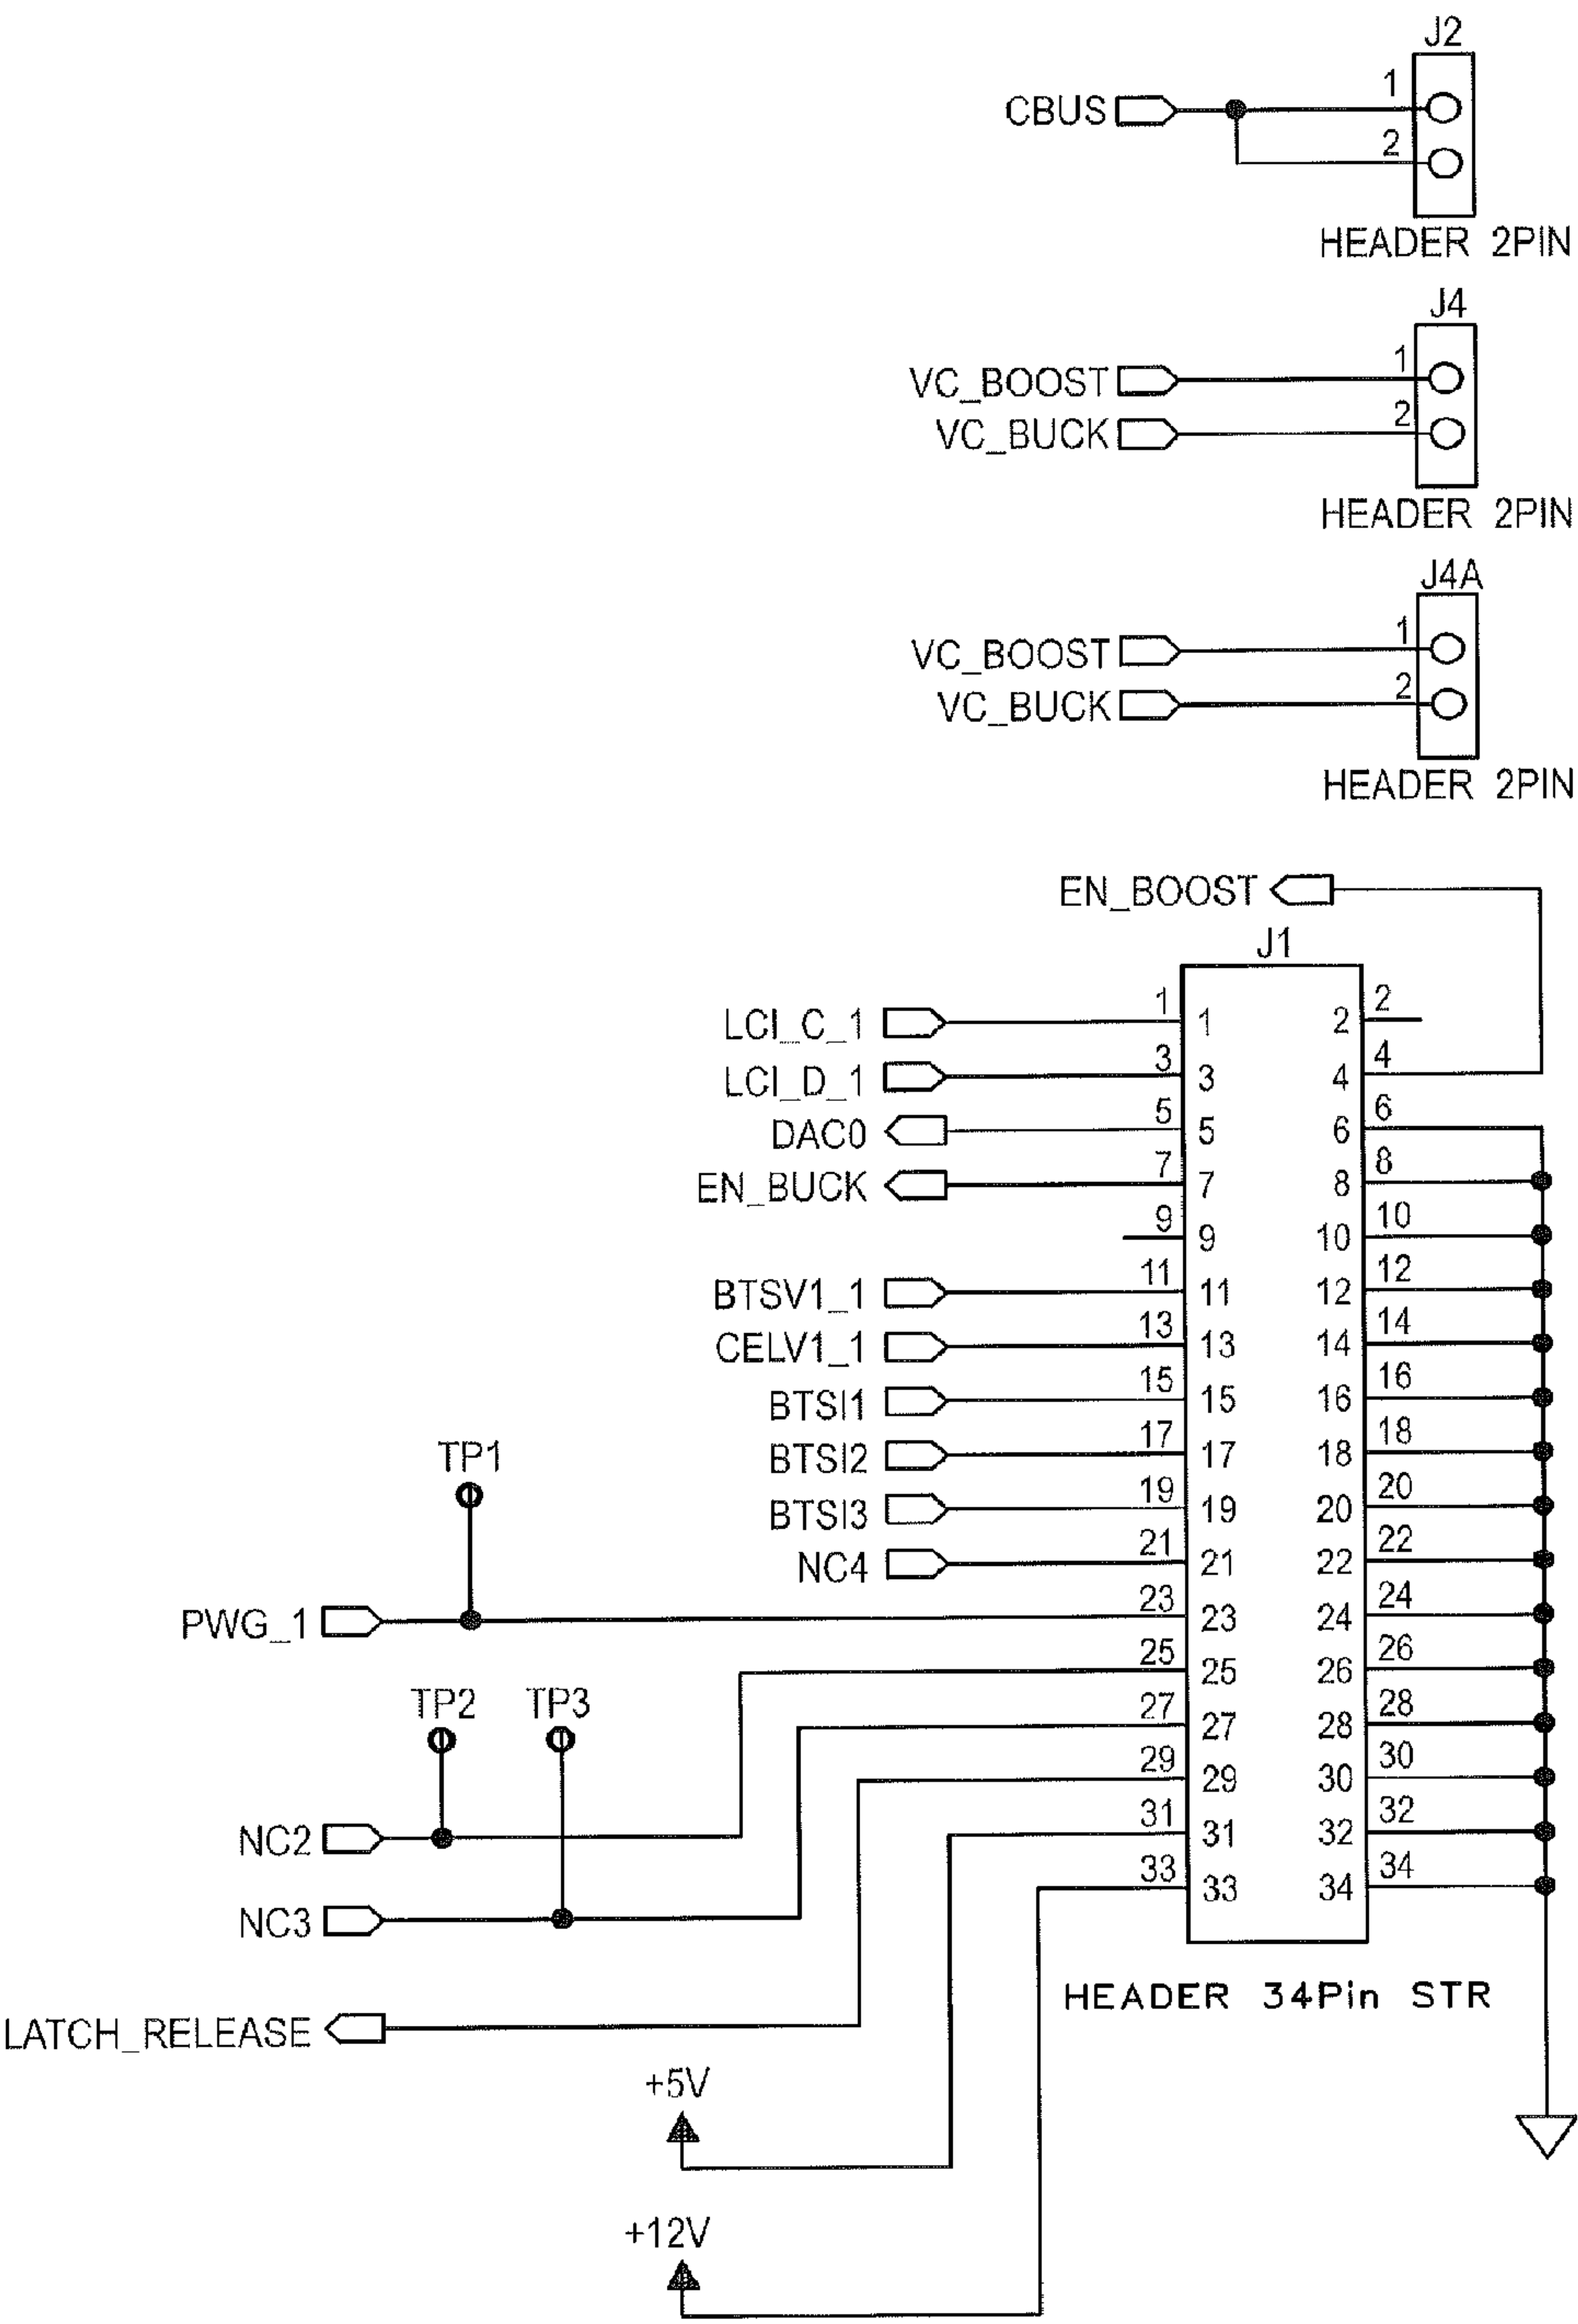 J2
1
CBUS
2
HEADER 2PIN
J4
1
VC_BOOST
2
VC_BUCK
HEADER 2PIN
J4A
1
VC_BOOST
2
VC_BUCK
HEADER 2PIN
EN_BOOST
J1
LCI_C_1 1 1 2 2
LCI_D_1 3 3 4 4
DAC0 5 5 6 6
EN_BUCK 7 7 8 8
9 9 10 10
BTSV1_1 11 11 12 12
CELV1_1 13 13 14 14
BTSI1 15 15 16 16
BTSI2 17 17 18 18
TP1
BTSI3 19 19 20 20
NC4 21 21 22 22
PWG_1 23 23 24 24
25 25 26 26
TP2 TP3
27 27 28 28
29 29 30 30
NC2 31 31 32 32
33 33 34 34
NC3
HEADER 34Pin STR
LATCH_RELEASE
+5V
+12V